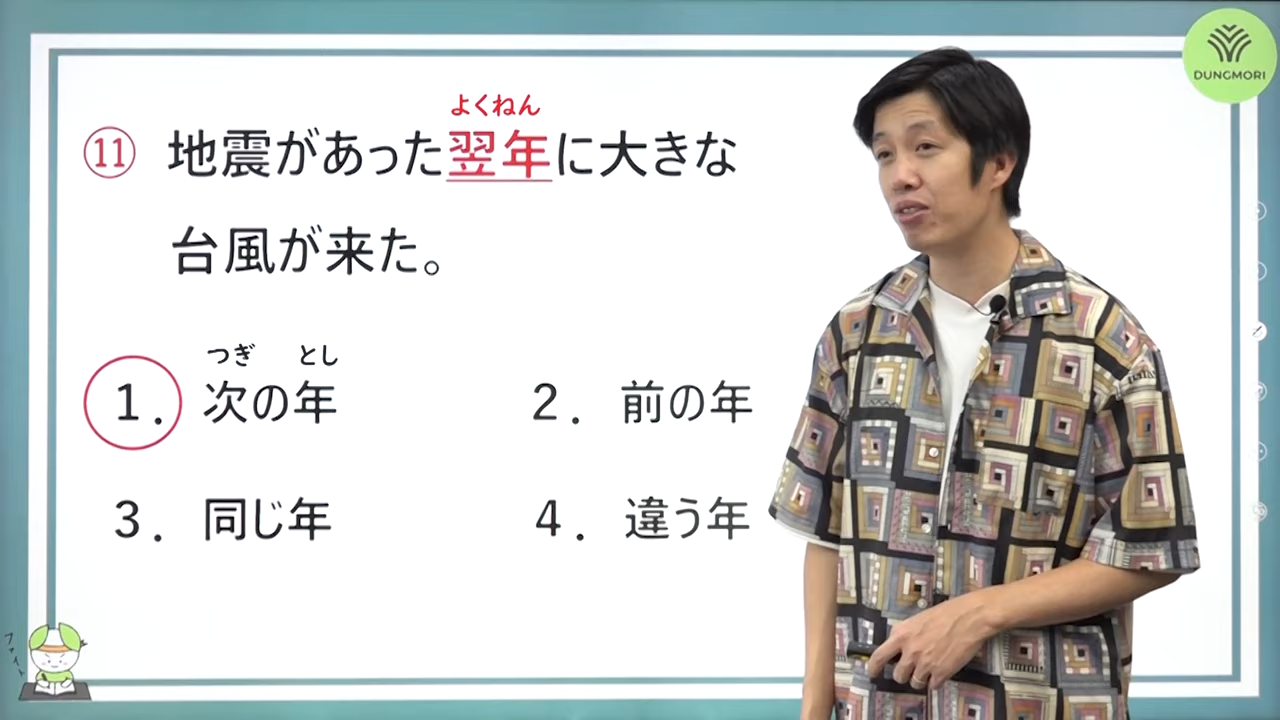 DUNGMORI
よくねん
⑪ 地震があった翌年に大きな
台風が来た。
つぎ とし
1. 次の年
2. 前の年
3. 同じ年
4. 違う年
ファイト